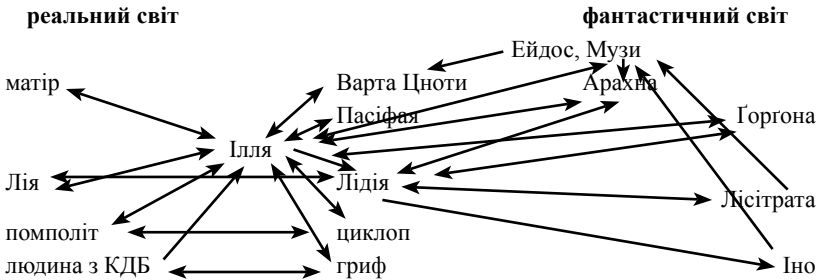 реальний світ фантастичний світ
Ейдос, Музи
матір Варта Цноти Арахна
Пасіфая Ґорґона
Ілля
Лія Лідія
Лісітрата
помполіт циклоп
людина з КДБ гриф Іно